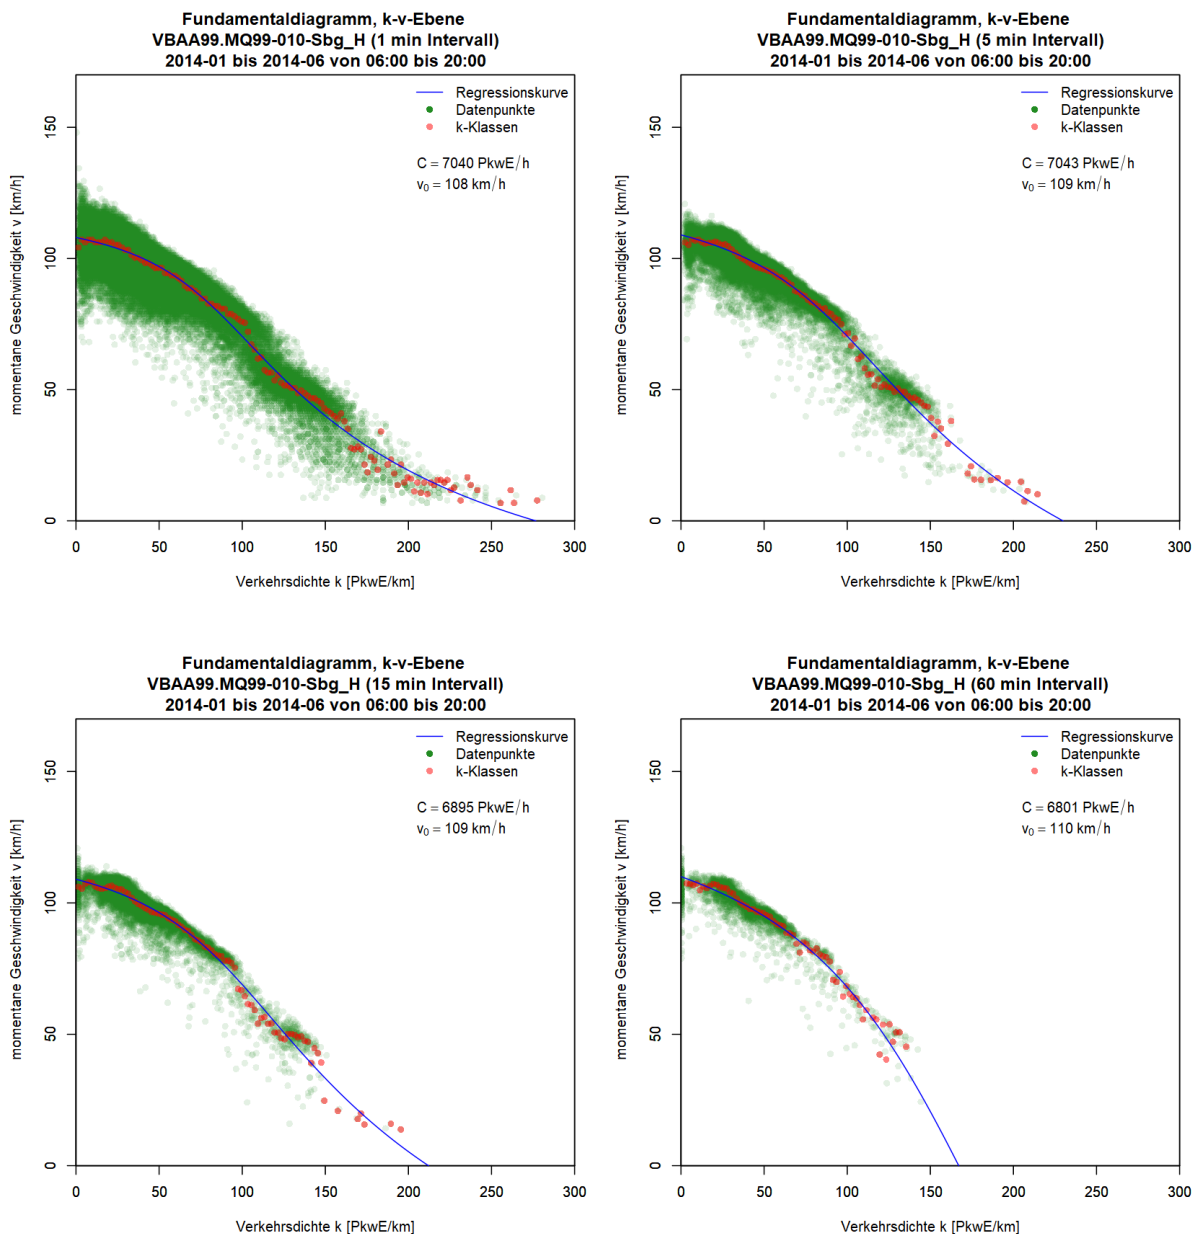 Fundamentaldiagramm, k-v-Ebene
VBAA99.MQ99-010-Sbg_H (1 min Intervall)
2014-01 bis 2014-06 von 06:00 bis 20:00
Regressionskurve
Datenpunkte
k-Klassen
C = 7040 PkwE/h
v₀ = 108 km/h
momentane Geschwindigkeit v [km/h]
150
100
50
0
0 50 100 150 200 250 300
Verkehrsdichte k [PkwE/km]
Fundamentaldiagramm, k-v-Ebene
VBAA99.MQ99-010-Sbg_H (5 min Intervall)
2014-01 bis 2014-06 von 06:00 bis 20:00
Regressionskurve
Datenpunkte
k-Klassen
C = 7043 PkwE/h
v₀ = 109 km/h
momentane Geschwindigkeit v [km/h]
150
100
50
0
0 50 100 150 200 250 300
Verkehrsdichte k [PkwE/km]
Fundamentaldiagramm, k-v-Ebene
VBAA99.MQ99-010-Sbg_H (15 min Intervall)
2014-01 bis 2014-06 von 06:00 bis 20:00
Regressionskurve
Datenpunkte
k-Klassen
C = 6895 PkwE/h
v₀ = 109 km/h
momentane Geschwindigkeit v [km/h]
150
100
50
0
0 50 100 150 200 250 300
Verkehrsdichte k [PkwE/km]
Fundamentaldiagramm, k-v-Ebene
VBAA99.MQ99-010-Sbg_H (60 min Intervall)
2014-01 bis 2014-06 von 06:00 bis 20:00
Regressionskurve
Datenpunkte
k-Klassen
C = 6801 PkwE/h
v₀ = 110 km/h
momentane Geschwindigkeit v [km/h]
150
100
50
0
0 50 100 150 200 250 300
Verkehrsdichte k [PkwE/km]